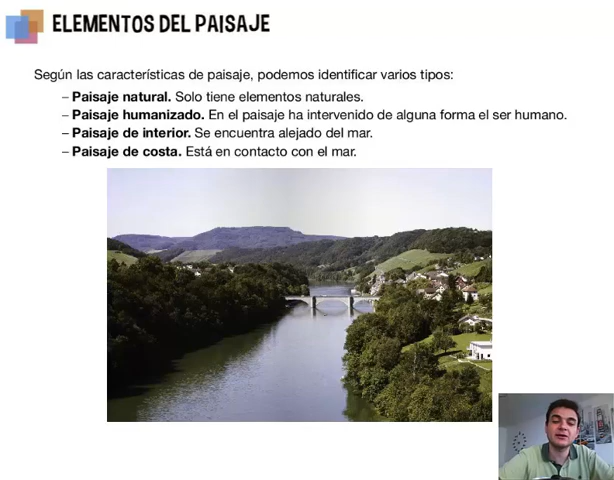 ELEMENTOS DEL PAISAJE
Según las características de paisaje, podemos identificar varios tipos:
– Paisaje natural. Solo tiene elementos naturales.
– Paisaje humanizado. En el paisaje ha intervenido de alguna forma el ser humano.
– Paisaje de interior. Se encuentra alejado del mar.
– Paisaje de costa. Está en contacto con el mar.